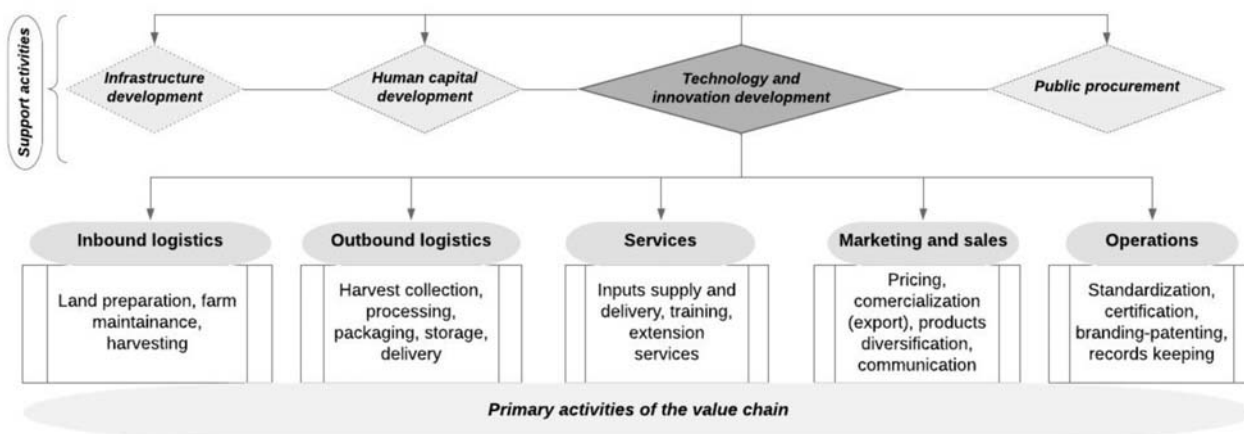 Support activities
Infrastructure
development
Human capital
development
Technology and
innovation development
Public procurement
Inbound logistics
Outbound logistics
Services
Marketing and sales
Operations
Land preparation, farm
maintainance,
harvesting
Harvest collection,
processing,
packaging, storage,
delivery
Inputs supply and
delivery, training,
extension
services
Pricing,
comercialization
(export), products
diversification,
communication
Standardization,
certification,
branding-patenting,
records keeping
Primary activities of the value chain